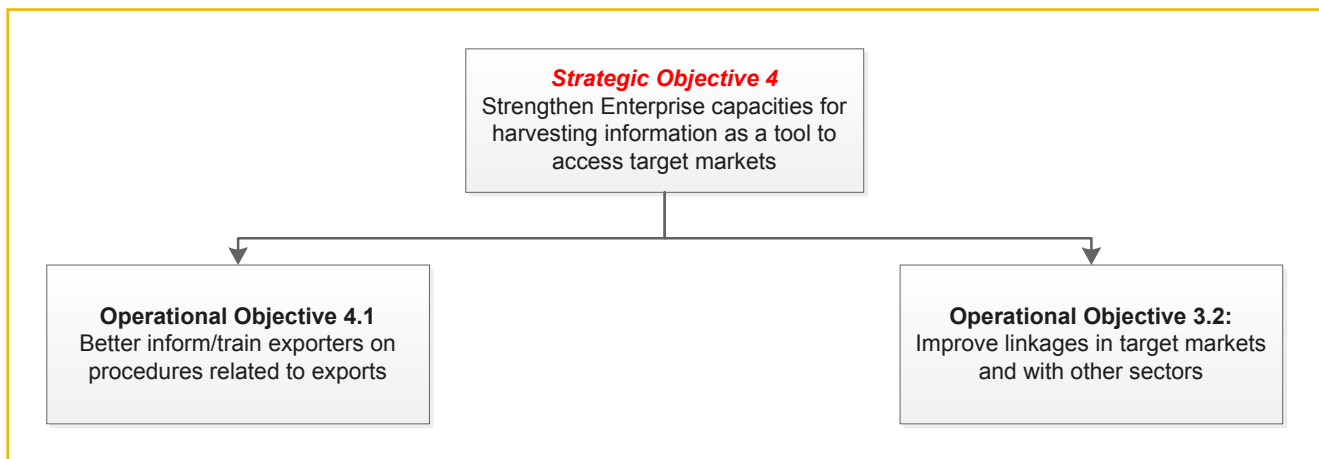 Strategic Objective 4
Strengthen Enterprise capacities for
harvesting information as a tool to
access target markets
Operational Objective 4.1
Better inform/train exporters on
procedures related to exports
Operational Objective 3.2:
Improve linkages in target markets
and with other sectors